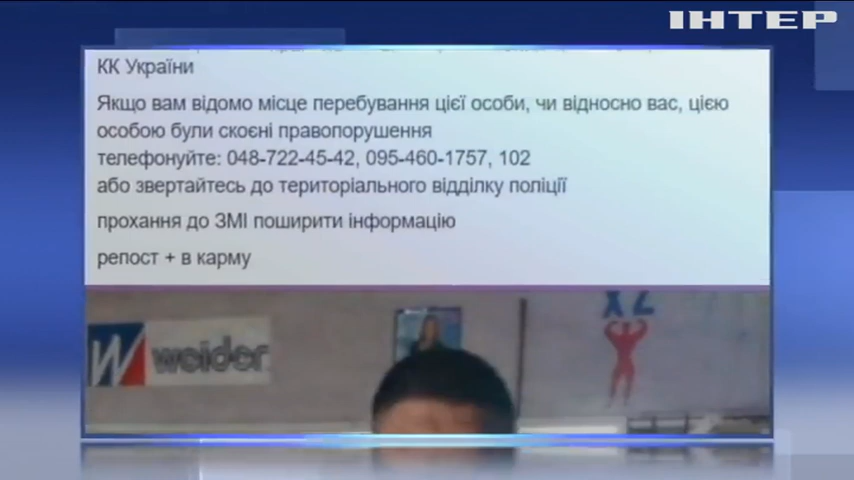 ІНТЕР
КК України
Якщо вам відомо місце перебування цієї особи, чи відносно вас, цією
особою були скоєні правопорушення
телефонуйте: 048-722-45-42, 095-460-1757, 102
або звертайтесь до територіального відділку поліції
прохання до ЗМІ поширити інформацію
репост + в карму
W weider